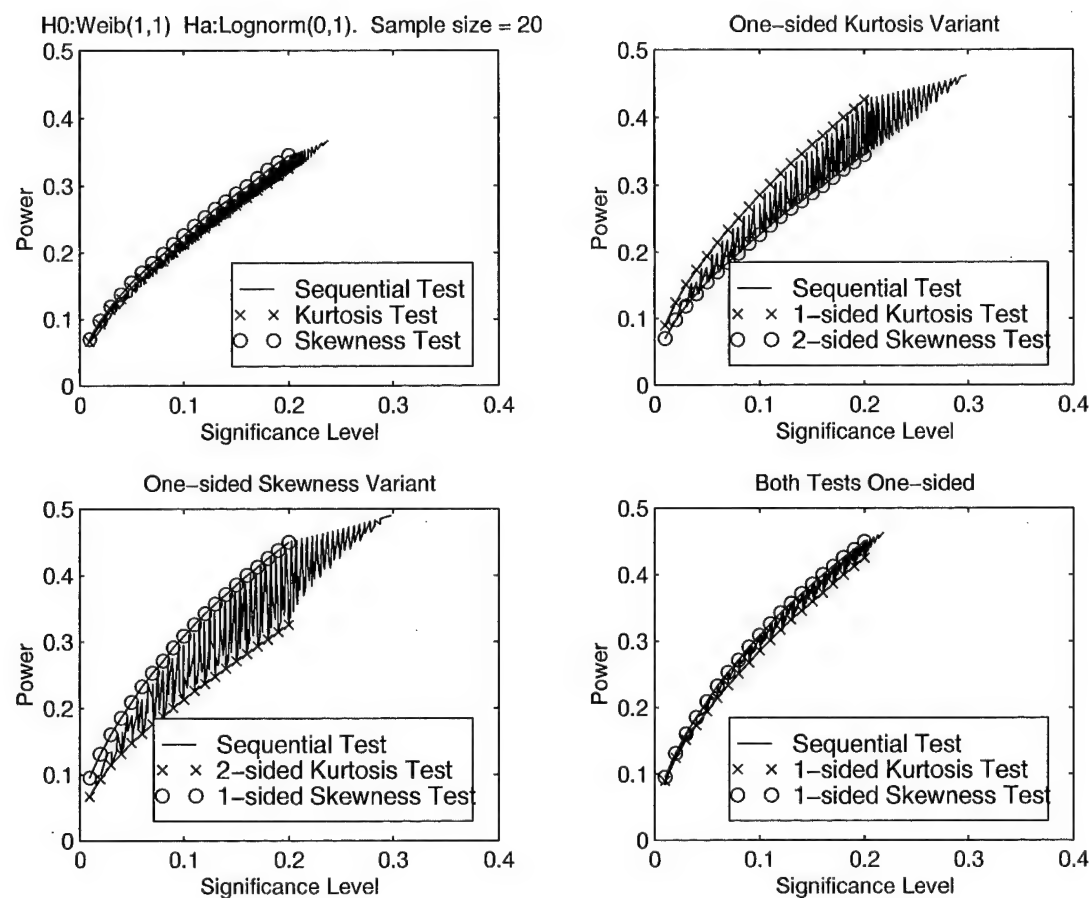 H0:Weib(1,1) Ha:Lognorm(0,1). Sample size = 20
0.5
0.4
0.3
0.2
0.1
0
Power
Sequential Test
Kurtosis Test
Skewness Test
0 0.1 0.2 0.3 0.4
Significance Level
One-sided Kurtosis Variant
0.5
0.4
0.3
0.2
0.1
0
Power
Sequential Test
1-sided Kurtosis Test
2-sided Skewness Test
0 0.1 0.2 0.3 0.4
Significance Level
One-sided Skewness Variant
0.5
0.4
0.3
0.2
0.1
0
Power
Sequential Test
2-sided Kurtosis Test
1-sided Skewness Test
0 0.1 0.2 0.3 0.4
Significance Level
Both Tests One-sided
0.5
0.4
0.3
0.2
0.1
0
Power
Sequential Test
1-sided Kurtosis Test
1-sided Skewness Test
0 0.1 0.2 0.3 0.4
Significance Level